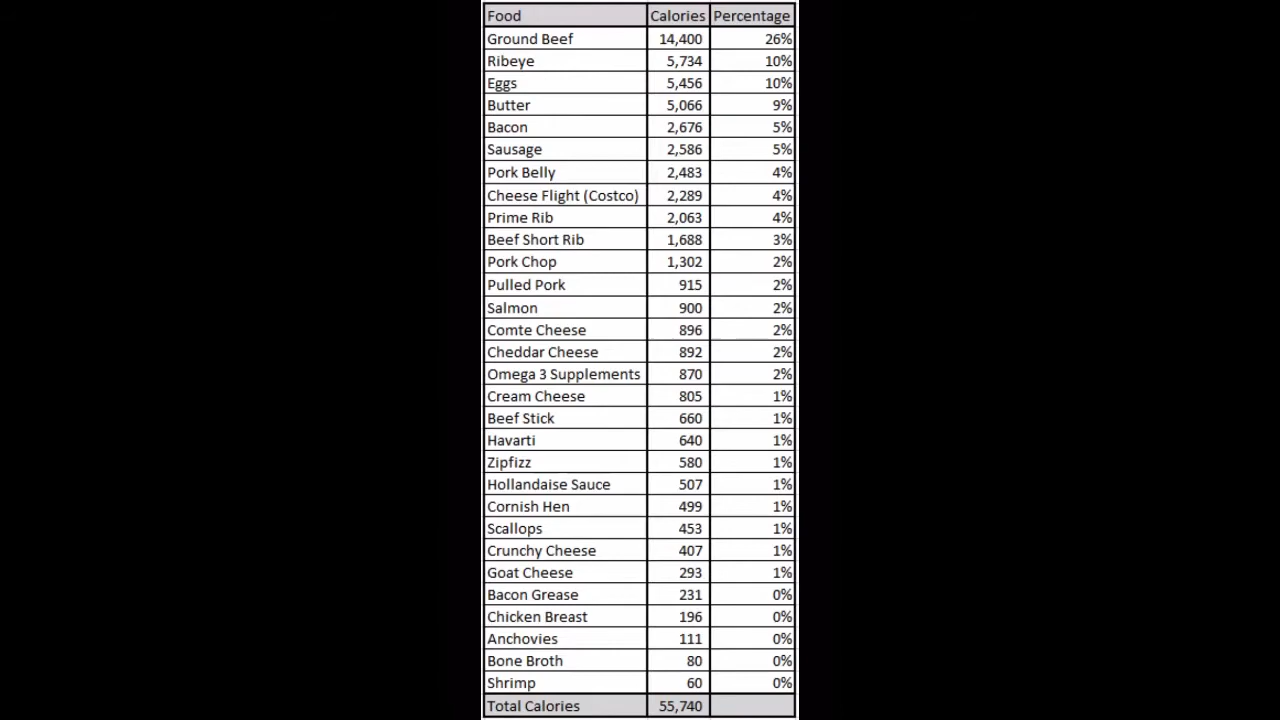 Food Calories Percentage
Ground Beef 14,400 26%
Ribeye 5,734 10%
Eggs 5,456 10%
Butter 5,066 9%
Bacon 2,676 5%
Sausage 2,586 5%
Pork Belly 2,483 4%
Cheese Flight (Costco) 2,289 4%
Prime Rib 2,063 4%
Beef Short Rib 1,688 3%
Pork Chop 1,302 2%
Pulled Pork 915 2%
Salmon 900 2%
Comte Cheese 896 2%
Cheddar Cheese 892 2%
Omega 3 Supplements 870 2%
Cream Cheese 805 1%
Beef Stick 660 1%
Havarti 640 1%
Zipfizz 580 1%
Hollandaise Sauce 507 1%
Cornish Hen 499 1%
Scallops 453 1%
Crunchy Cheese 407 1%
Goat Cheese 293 1%
Bacon Grease 231 0%
Chicken Breast 196 0%
Anchovies 111 0%
Bone Broth 80 0%
Shrimp 60 0%
Total Calories 55,740